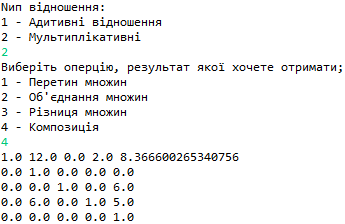 Nип відношення:
1 - Адитивні відношення
2 - Мультиплікативні
2
Виберіть оперцію, результат якої хочете отримати;
1 - Перетин множин
2 - Об'єднання множин
3 - Різниця множин
4 - Композиція
4
1.0 12.0 0.0 2.0 8.366600265340756
0.0 1.0 0.0 0.0 0.0
0.0 0.0 1.0 0.0 6.0
0.0 6.0 0.0 1.0 5.0
0.0 0.0 0.0 0.0 1.0